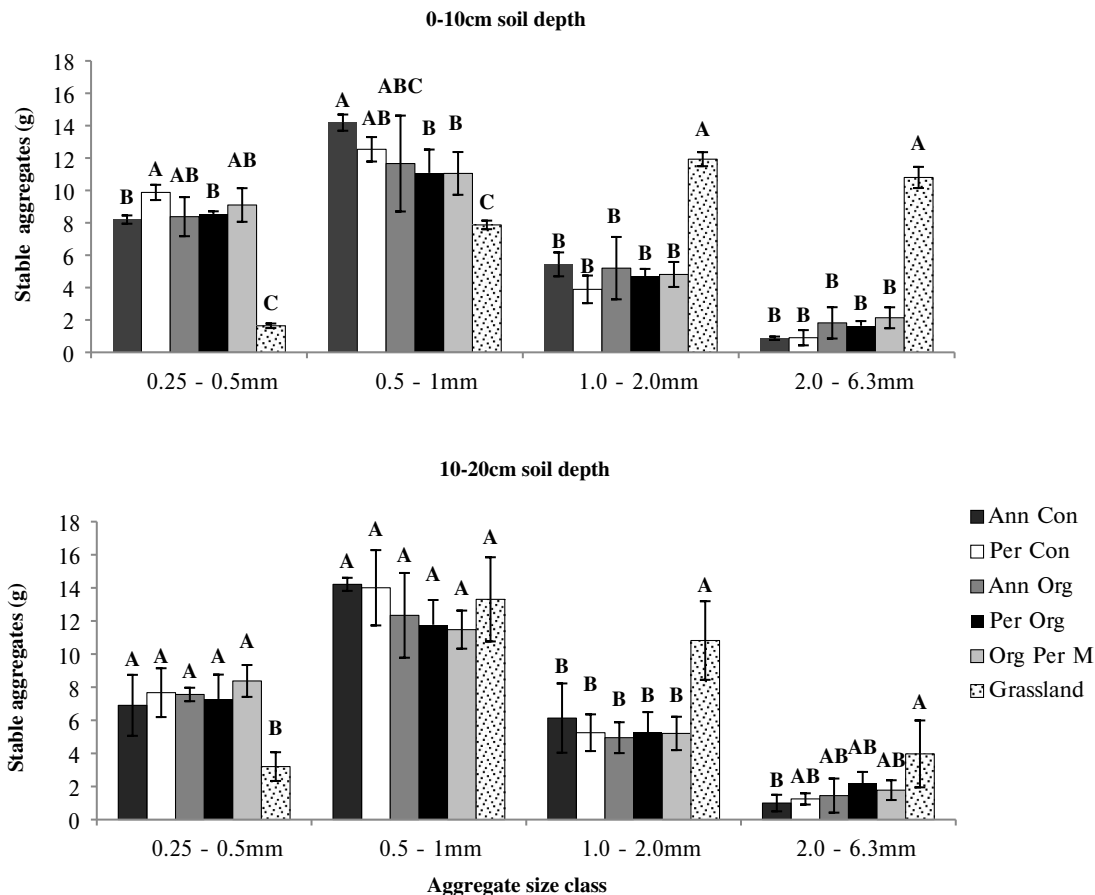 0-10cm soil depth
Stable aggregates (g)
18
16
14
12
10
8
6
4
2
0
B A AB B AB C
A AB ABC B B C
B B B B B A
B B B B B A
0.25 - 0.5mm 0.5 - 1mm 1.0 - 2.0mm 2.0 - 6.3mm
10-20cm soil depth
Stable aggregates (g)
18
16
14
12
10
8
6
4
2
0
A A A A A B
A A A A A A
B B B B B A
B AB AB AB AB A
0.25 - 0.5mm 0.5 - 1mm 1.0 - 2.0mm 2.0 - 6.3mm
Aggregate size class
Ann Con
Per Con
Ann Org
Per Org
Org Per M
Grassland